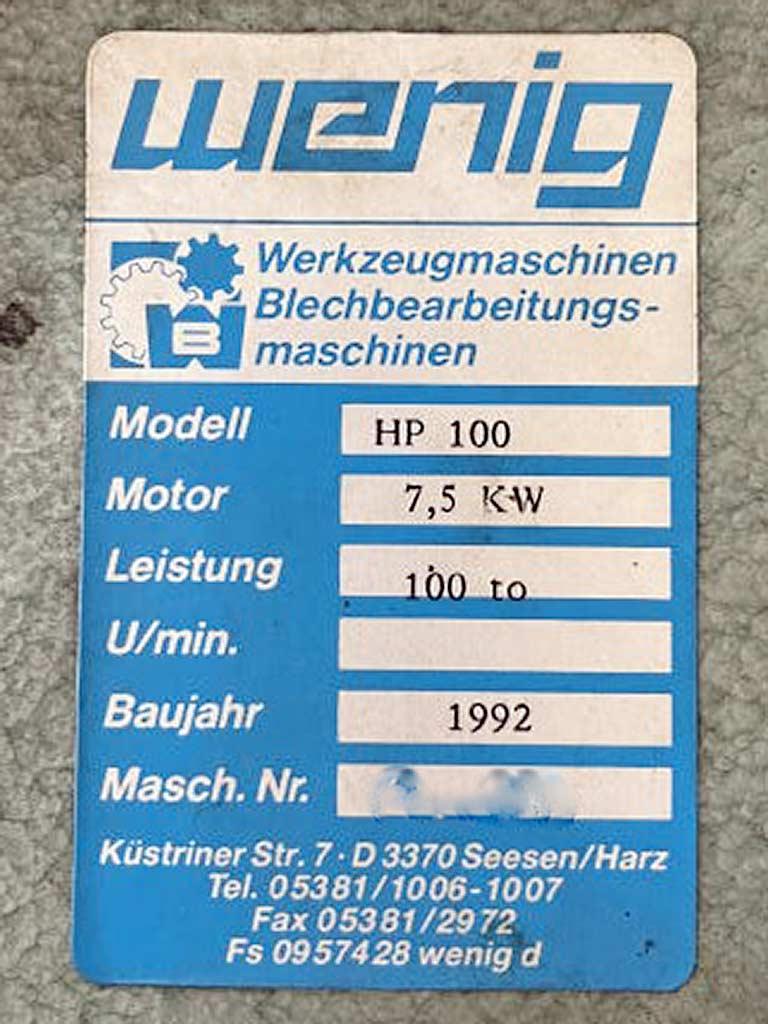 wenig
Werkzeugmaschinen
Blechbearbeitungs-
maschinen
WB
Modell HP 100
Motor 7,5 KW
Leistung 100 to
U/min.
Baujahr 1992
Masch. Nr.
Küstriner Str. 7 · D 3370 Seesen/Harz
Tel. 05381/1006-1007
Fax 05381/2972
Fs 0957428 wenig d